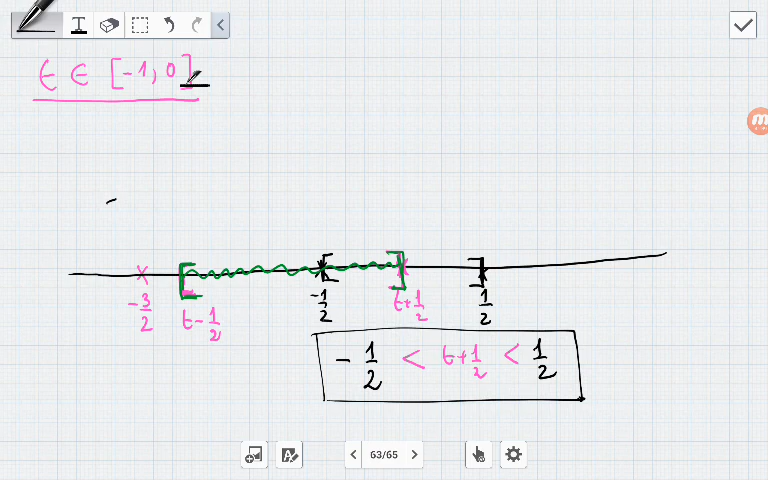 t ∈ [-1, 0]
-3/2
t - 1/2
-1/2
t + 1/2
1/2
- 1/2 < t + 1/2 < 1/2
63/65